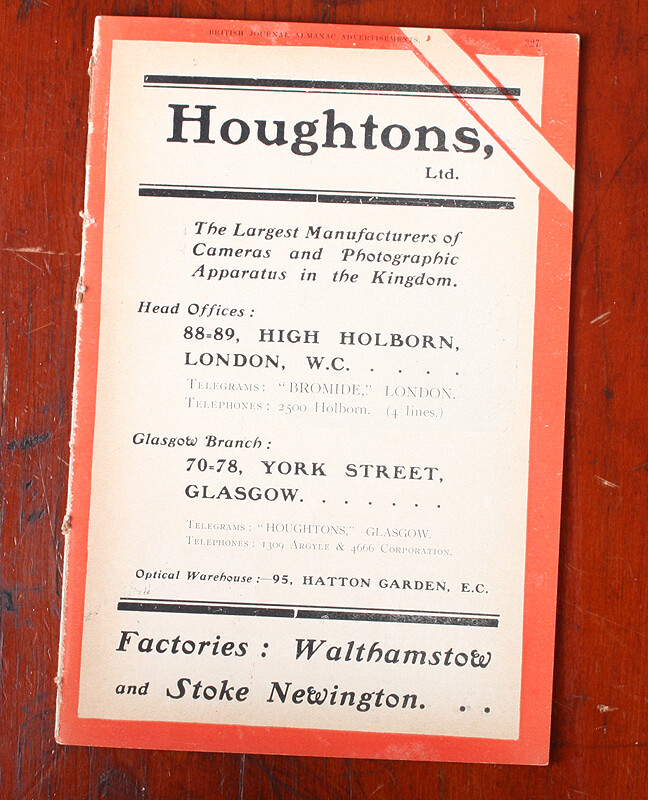 BRITISH JOURNAL ALMANAC ADVERTISEMENTS. 227
Houghtons,
Ltd.
The Largest Manufacturers of
Cameras and Photographic
Apparatus in the Kingdom.
Head Offices :
88=89, HIGH HOLBORN,
LONDON, W.C. . . . . .
TELEGRAMS: "BROMIDE," LONDON.
TELEPHONES: 2500 Holborn. (4 lines.)
Glasgow Branch :
70=78, YORK STREET,
GLASGOW. . . . . . . .
TELEGRAMS: "HOUGHTONS," GLASGOW.
TELEPHONES: 1309 ARGYLE & 4666 CORPORATION.
Optical Warehouse :—95, HATTON GARDEN, E.C.
Factories : Walthamstow
and Stoke Newington. . .